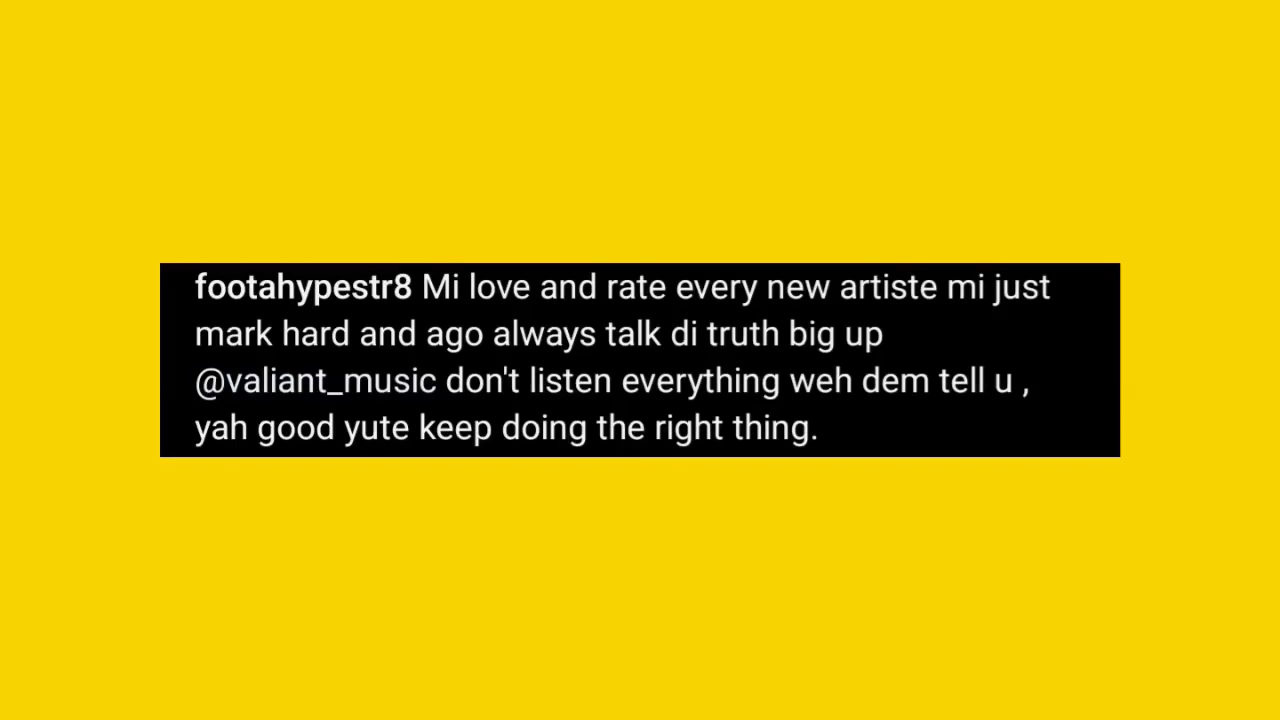 footahypestr8 Mi love and rate every new artiste mi just
mark hard and ago always talk di truth big up
@valiant_music don't listen everything weh dem tell u ,
yah good yute keep doing the right thing.